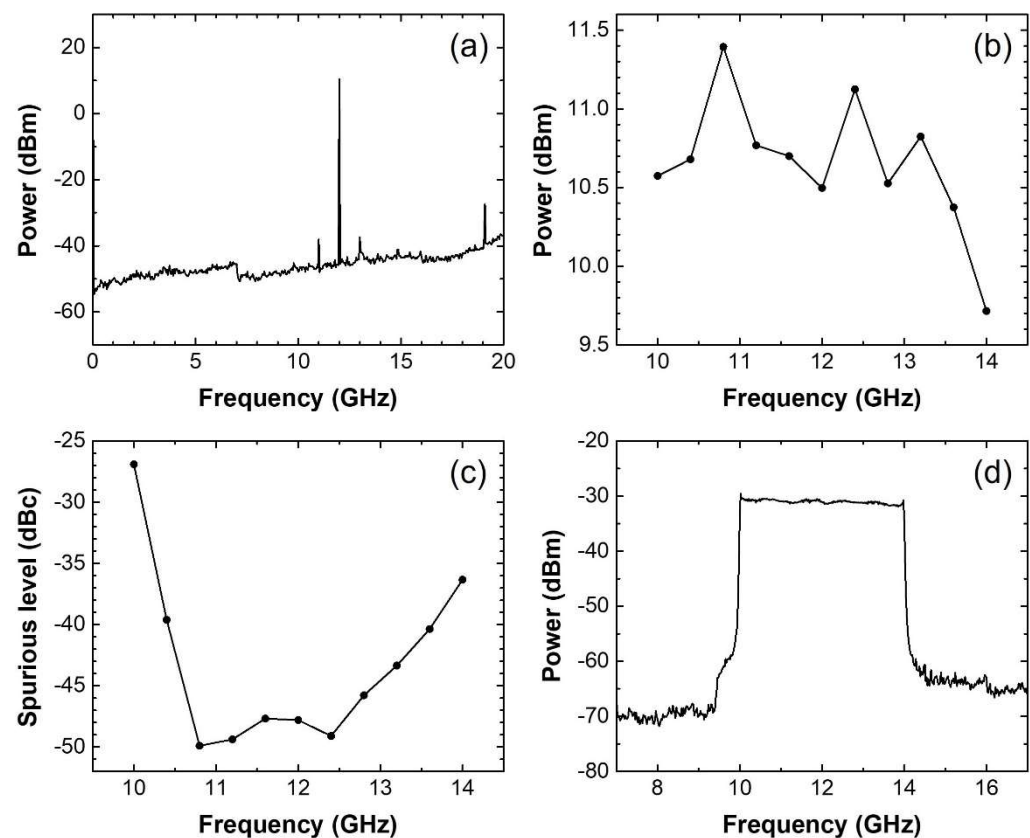 (a)
Power (dBm)
20
0
-20
-40
-60
0 5 10 15 20
Frequency (GHz)
(b)
Power (dBm)
11.5
11.0
10.5
10.0
9.5
10 11 12 13 14
Frequency (GHz)
(c)
Spurious level (dBc)
-25
-30
-35
-40
-45
-50
10 11 12 13 14
Frequency (GHz)
(d)
Power (dBm)
-20
-30
-40
-50
-60
-70
-80
8 10 12 14 16
Frequency (GHz)